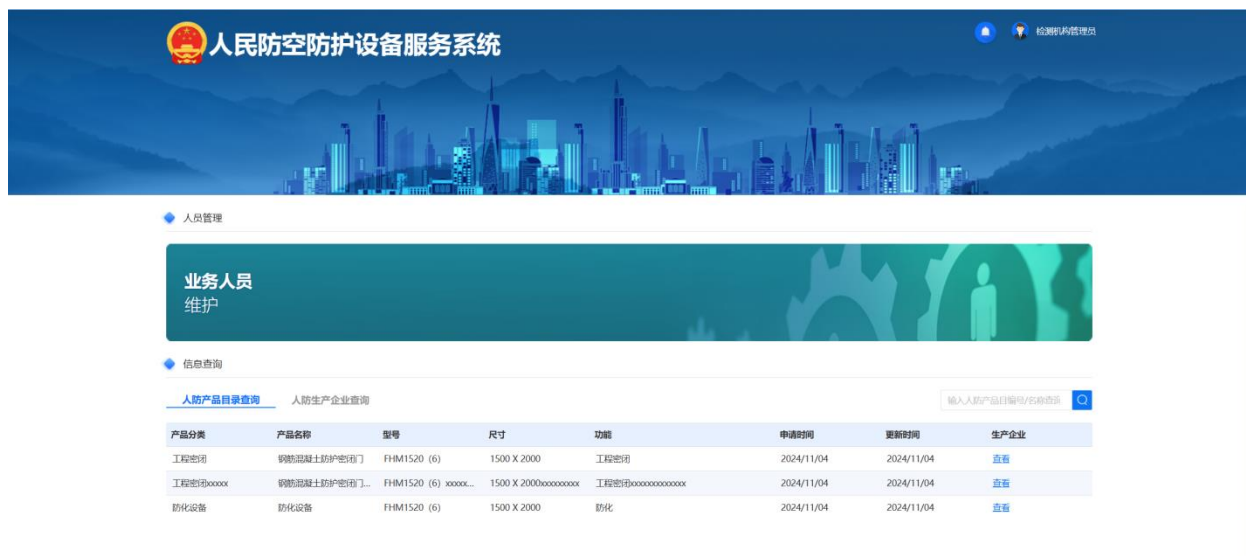 人民防空防护设备服务系统
检测机构管理员
人员管理
业务人员
维护
信息查询
人防产品目录查询 人防生产企业查询 输入人防产品目编号/名称查询
产品分类 产品名称 型号 尺寸 功能 申请时间 更新时间 生产企业
工程密闭 钢筋混凝土防护密闭门 FHM1520 (6) 1500 X 2000 工程密闭 2024/11/04 2024/11/04 查看
工程密闭xxxxx 钢筋混凝土防护密闭门... FHM1520 (6) xxxxx... 1500 X 2000xxxxxxxxx 工程密闭xxxxxxxxxxxx 2024/11/04 2024/11/04 查看
防化设备 防化设备 FHM1520 (6) 1500 X 2000 防化 2024/11/04 2024/11/04 查看